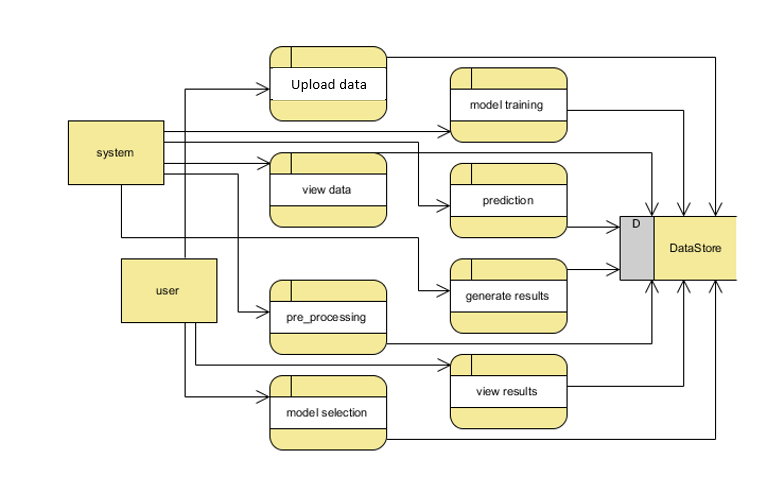 Upload data
model training
system
view data
prediction
D
DataStore
user
generate results
pre_processing
view results
model selection